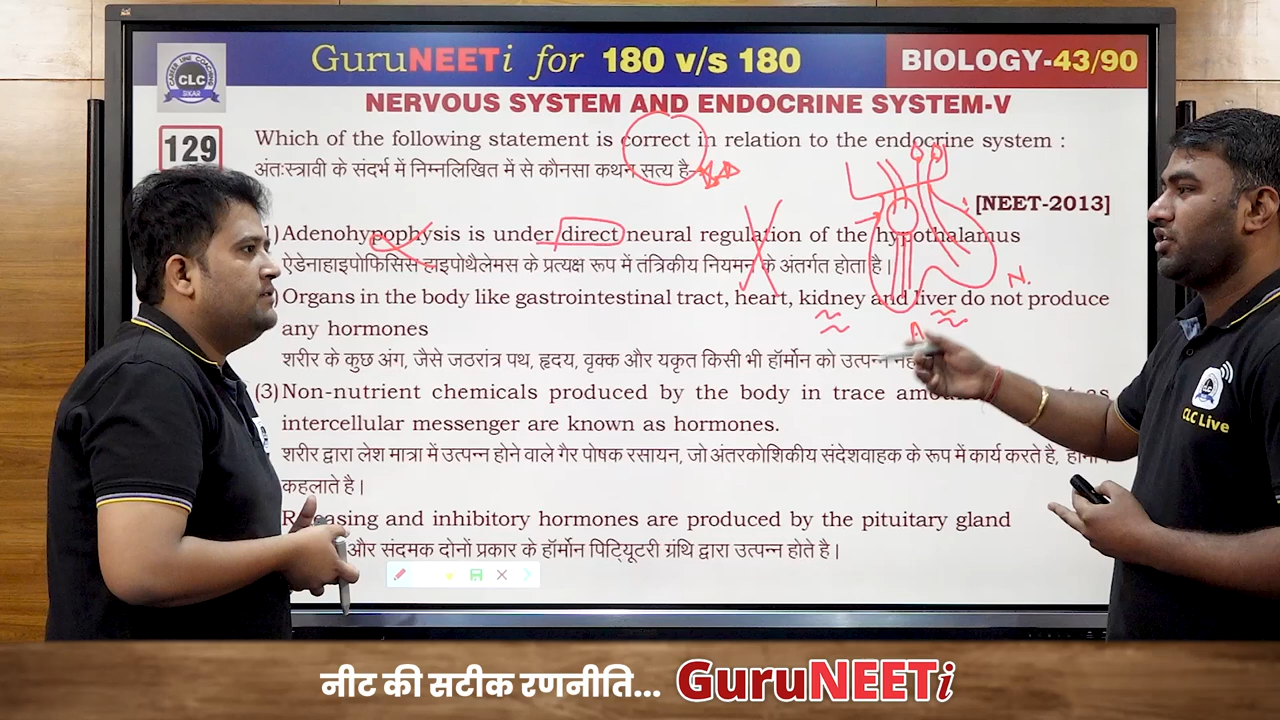 GuruNEETi for 180 v/s 180
BIOLOGY-43/90
CLC
SIKAR
NERVOUS SYSTEM AND ENDOCRINE SYSTEM-V
129
Which of the following statement is correct in relation to the endocrine system :
अंतःस्त्रावी के संदर्भ में निम्नलिखित में से कौनसा कथन सत्य है-
[NEET-2013]
1) Adenohypophysis is under direct neural regulation of the hypothalamus
ऐडेनाहाइपोफिसिस हाइपोथैलेमस के प्रत्यक्ष रूप में तंत्रिकीय नियमन के अंतर्गत होता है।
Organs in the body like gastrointestinal tract, heart, kidney and liver do not produce
N.
any hormones
A
शरीर के कुछ अंग, जैसे जठरांत्र पथ, हृदय, वृक्क और यकृत किसी भी हॉर्मोन को उत्पन्न
(3) Non-nutrient chemicals produced by the body in trace as
intercellular messenger are known as hormones.
शरीर द्वारा लेश मात्रा में उत्पन्न होने वाले गैर पोषक रसायन, जो अंतरकोशिकीय संदेशवाहक के रूप में कार्य करते है,
कहलाते है।
and inhibitory hormones are produced by the pituitary gland
और संदमक दोनों प्रकार के हॉर्मोन पिट्यिूटरी ग्रंथि द्वारा उत्पन्न होते है।
CLC Live
नीट की सटीक रणनीति... GuruNEETi